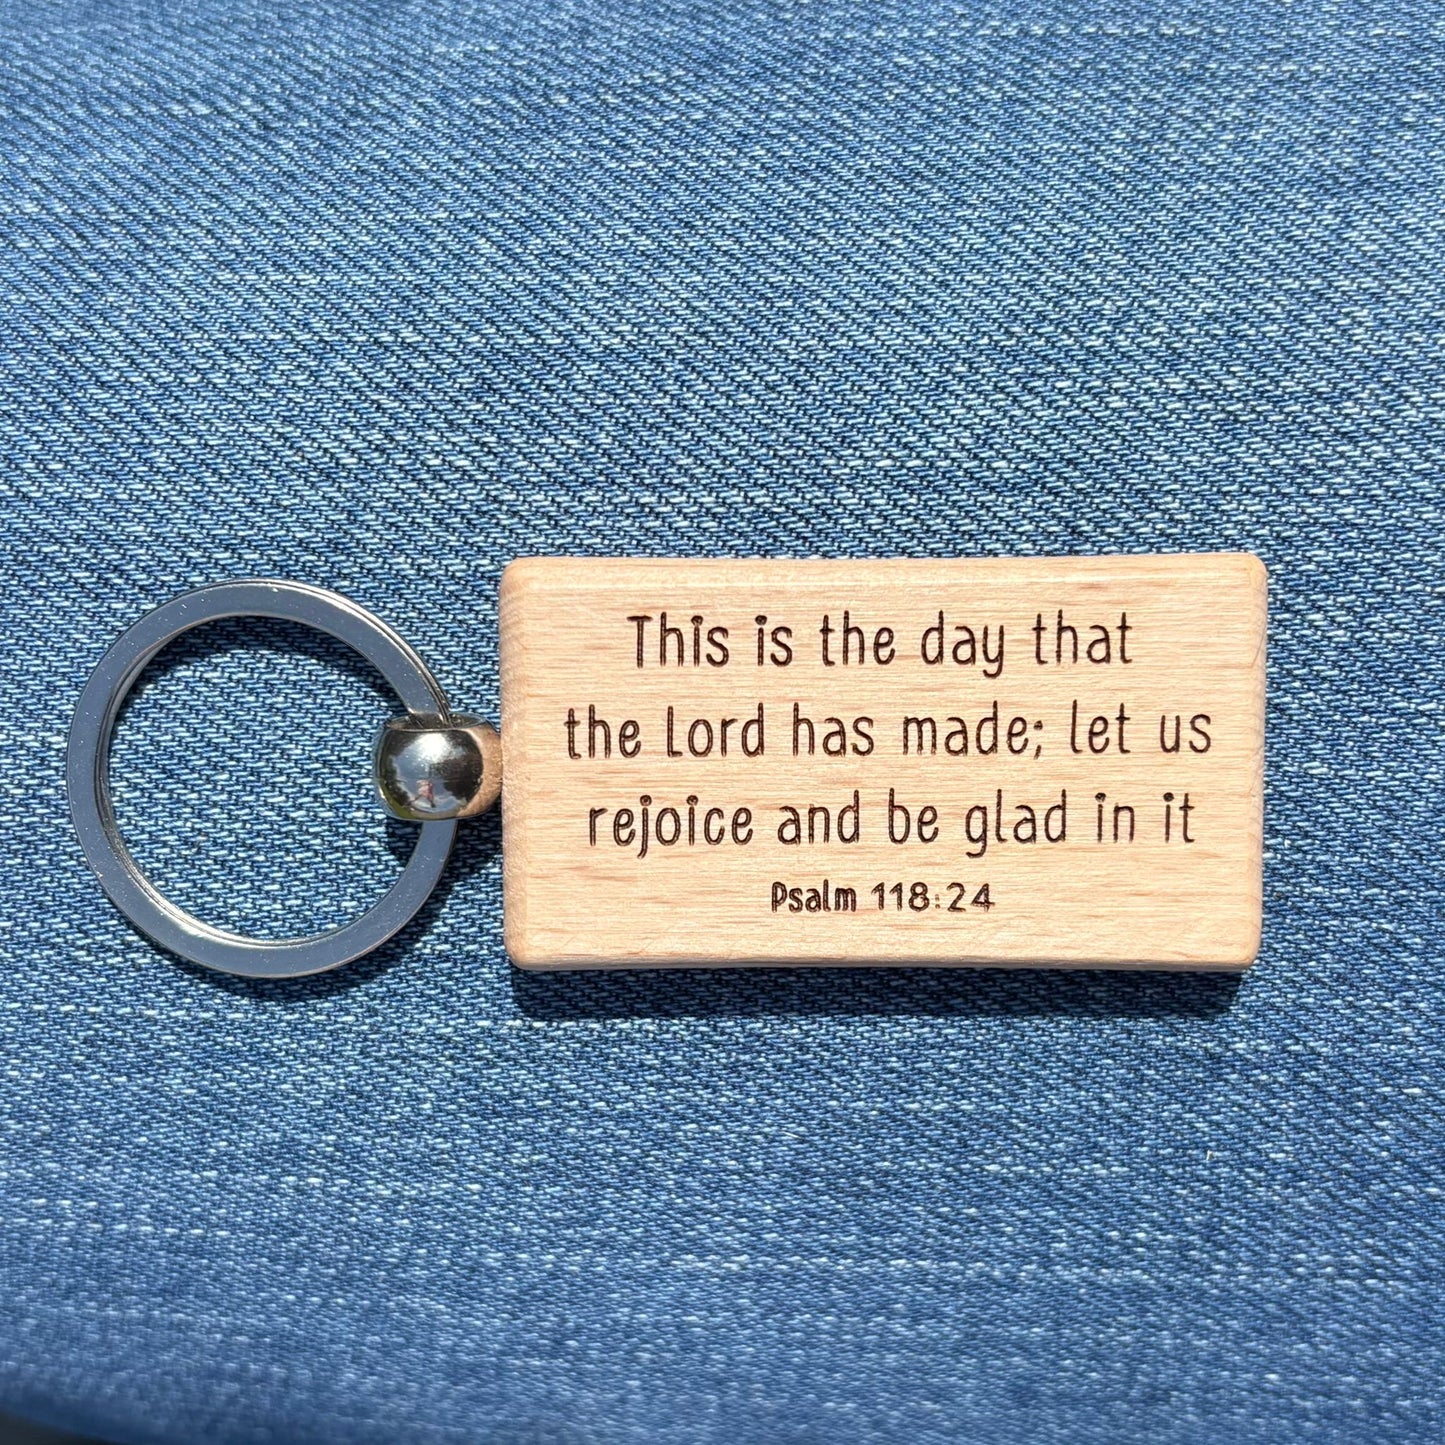 This is the day that
the Lord has made; let us
rejoice and be glad in it
Psalm 118:24